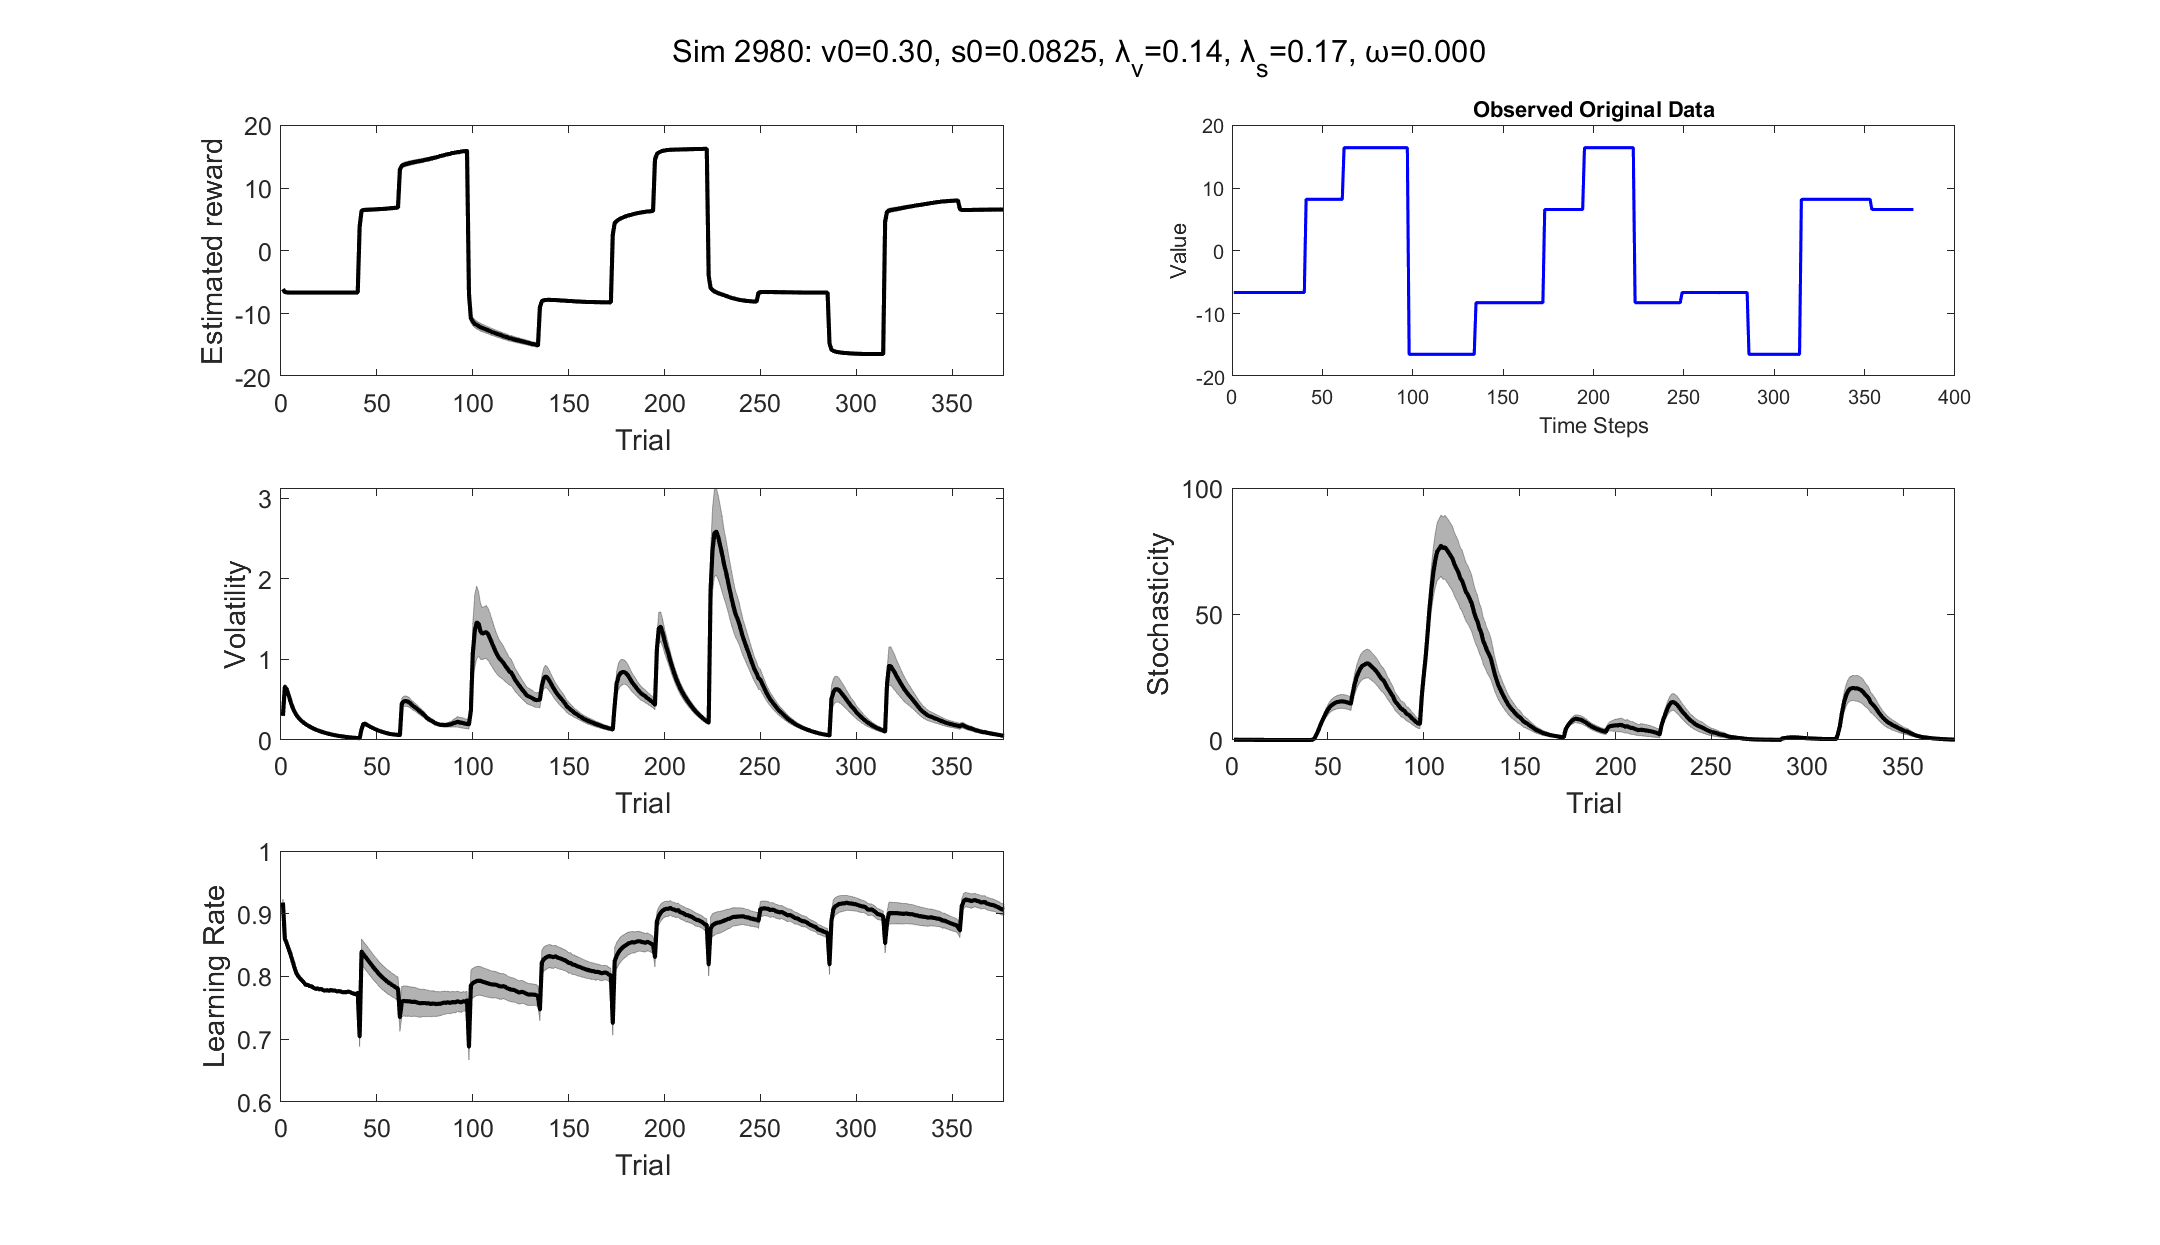 Sim 2980: v0=0.30, s0=0.0825, λ_v=0.14, λ_s=0.17, ω=0.000
Estimated reward
20
10
0
-10
-20
0 50 100 150 200 250 300 350
Trial
Observed Original Data
Value
20
10
0
-10
-20
0 50 100 150 200 250 300 350 400
Time Steps
Volatility
3
2
1
0
0 50 100 150 200 250 300 350
Trial
Stochasticity
100
50
0
0 50 100 150 200 250 300 350
Trial
Learning Rate
1
0.9
0.8
0.7
0.6
0 50 100 150 200 250 300 350
Trial